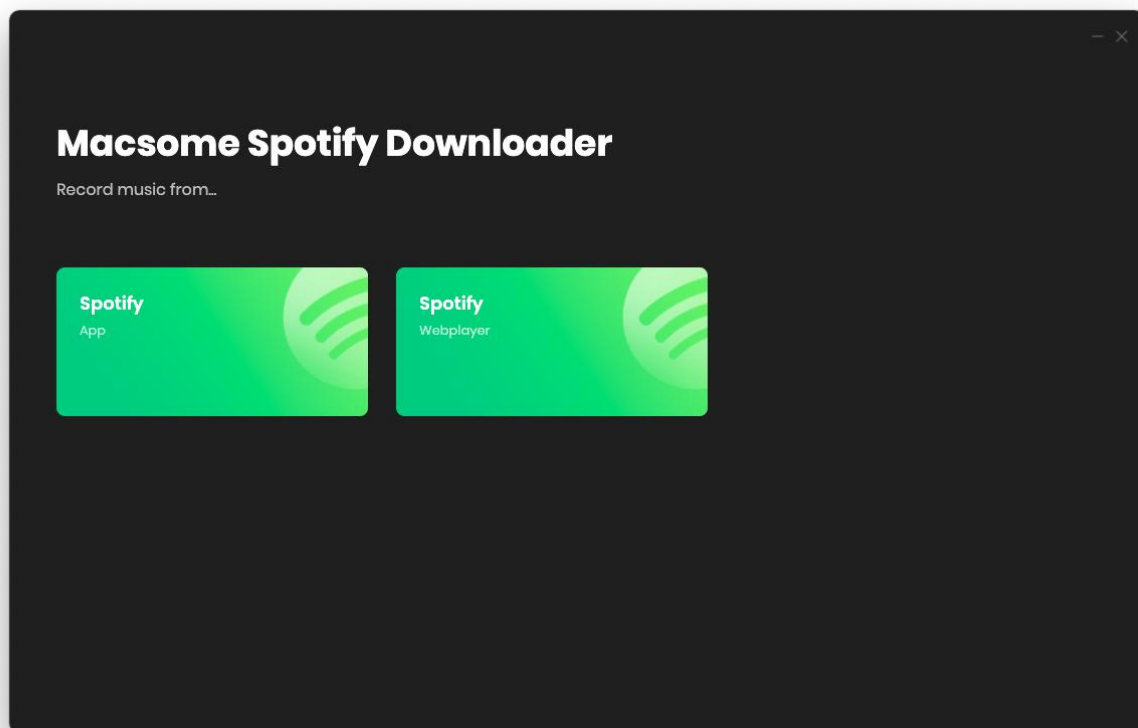 Macsome Spotify Downloader
Record music from...
Spotify
App
Spotify
Webplayer